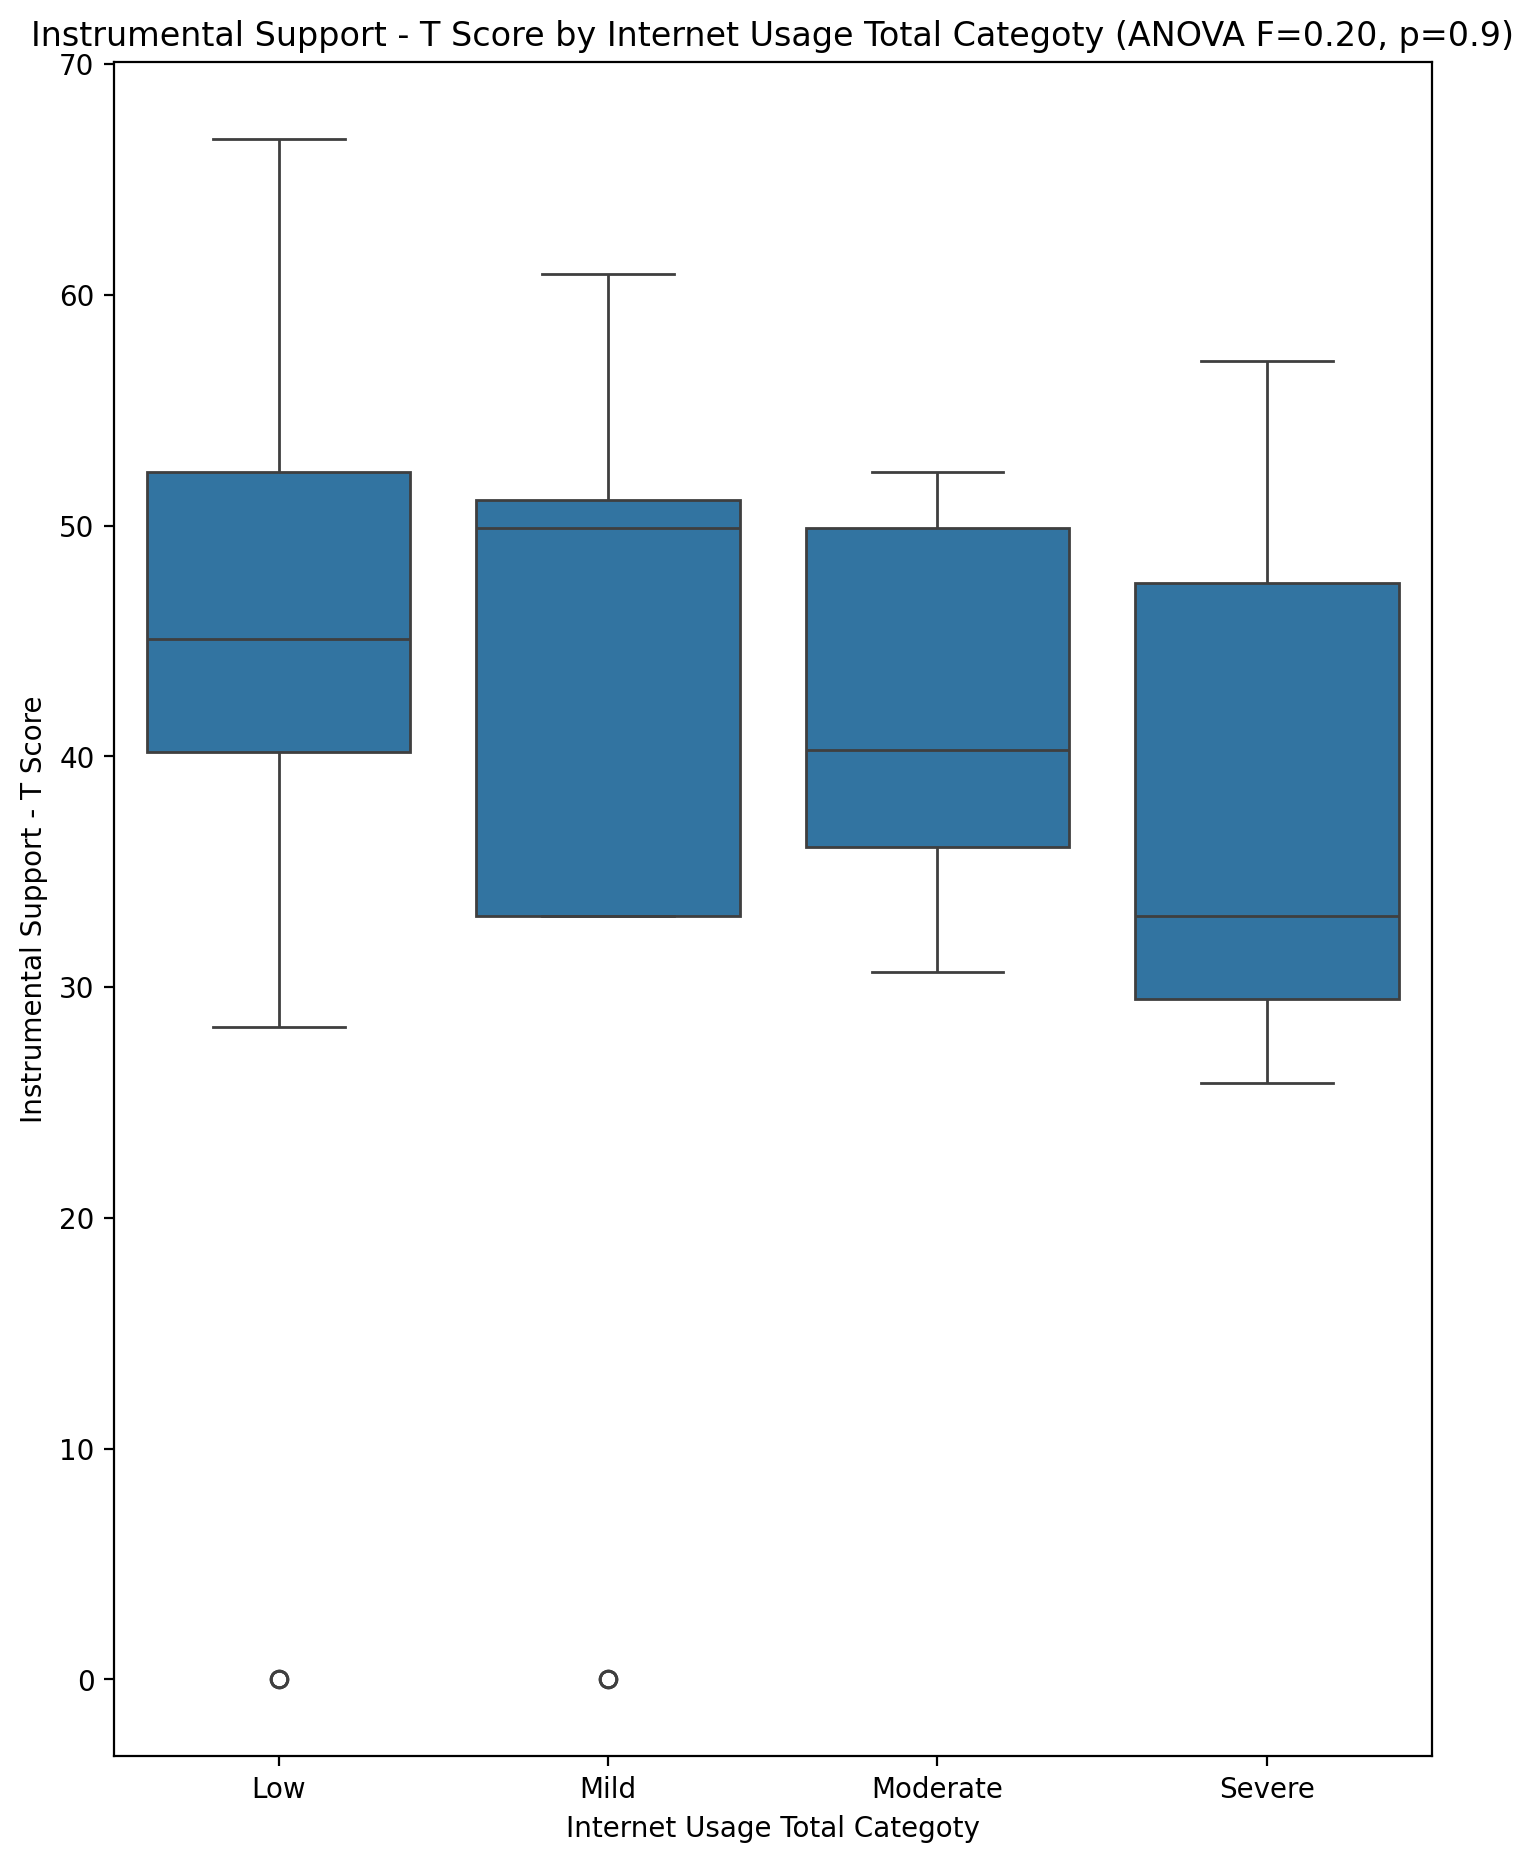 Instrumental Support - T Score by Internet Usage Total Categoty (ANOVA F=0.20, p=0.9)
70
60
50
40
30
20
10
0
Instrumental Support - T Score
Low Mild Moderate Severe
Internet Usage Total Categoty